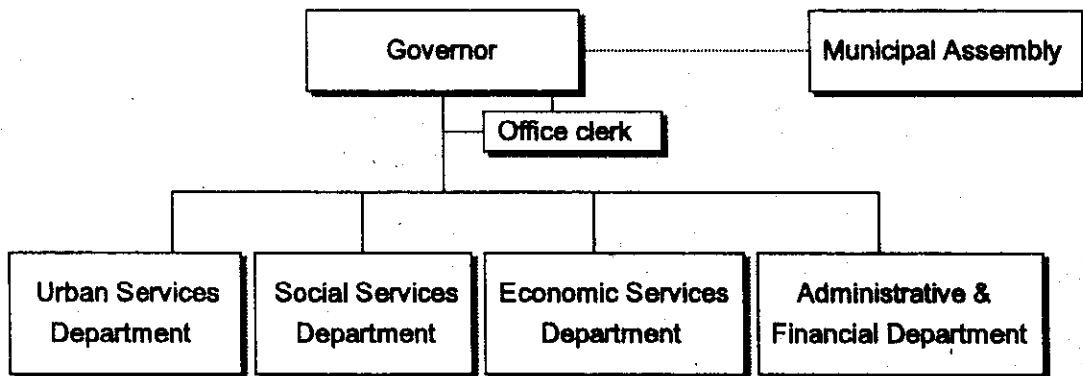 Governor
Municipal Assembly
Office clerk
Urban Services
Department
Social Services
Department
Economic Services
Department
Administrative &
Financial Department